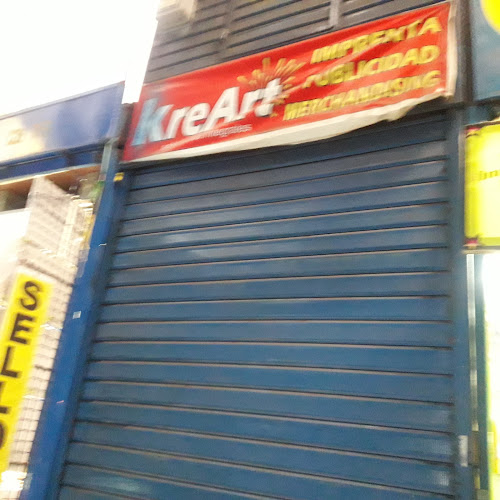 KreArt
IMPRENTA
PUBLICIDAD
MERCHANDISING
SELLO